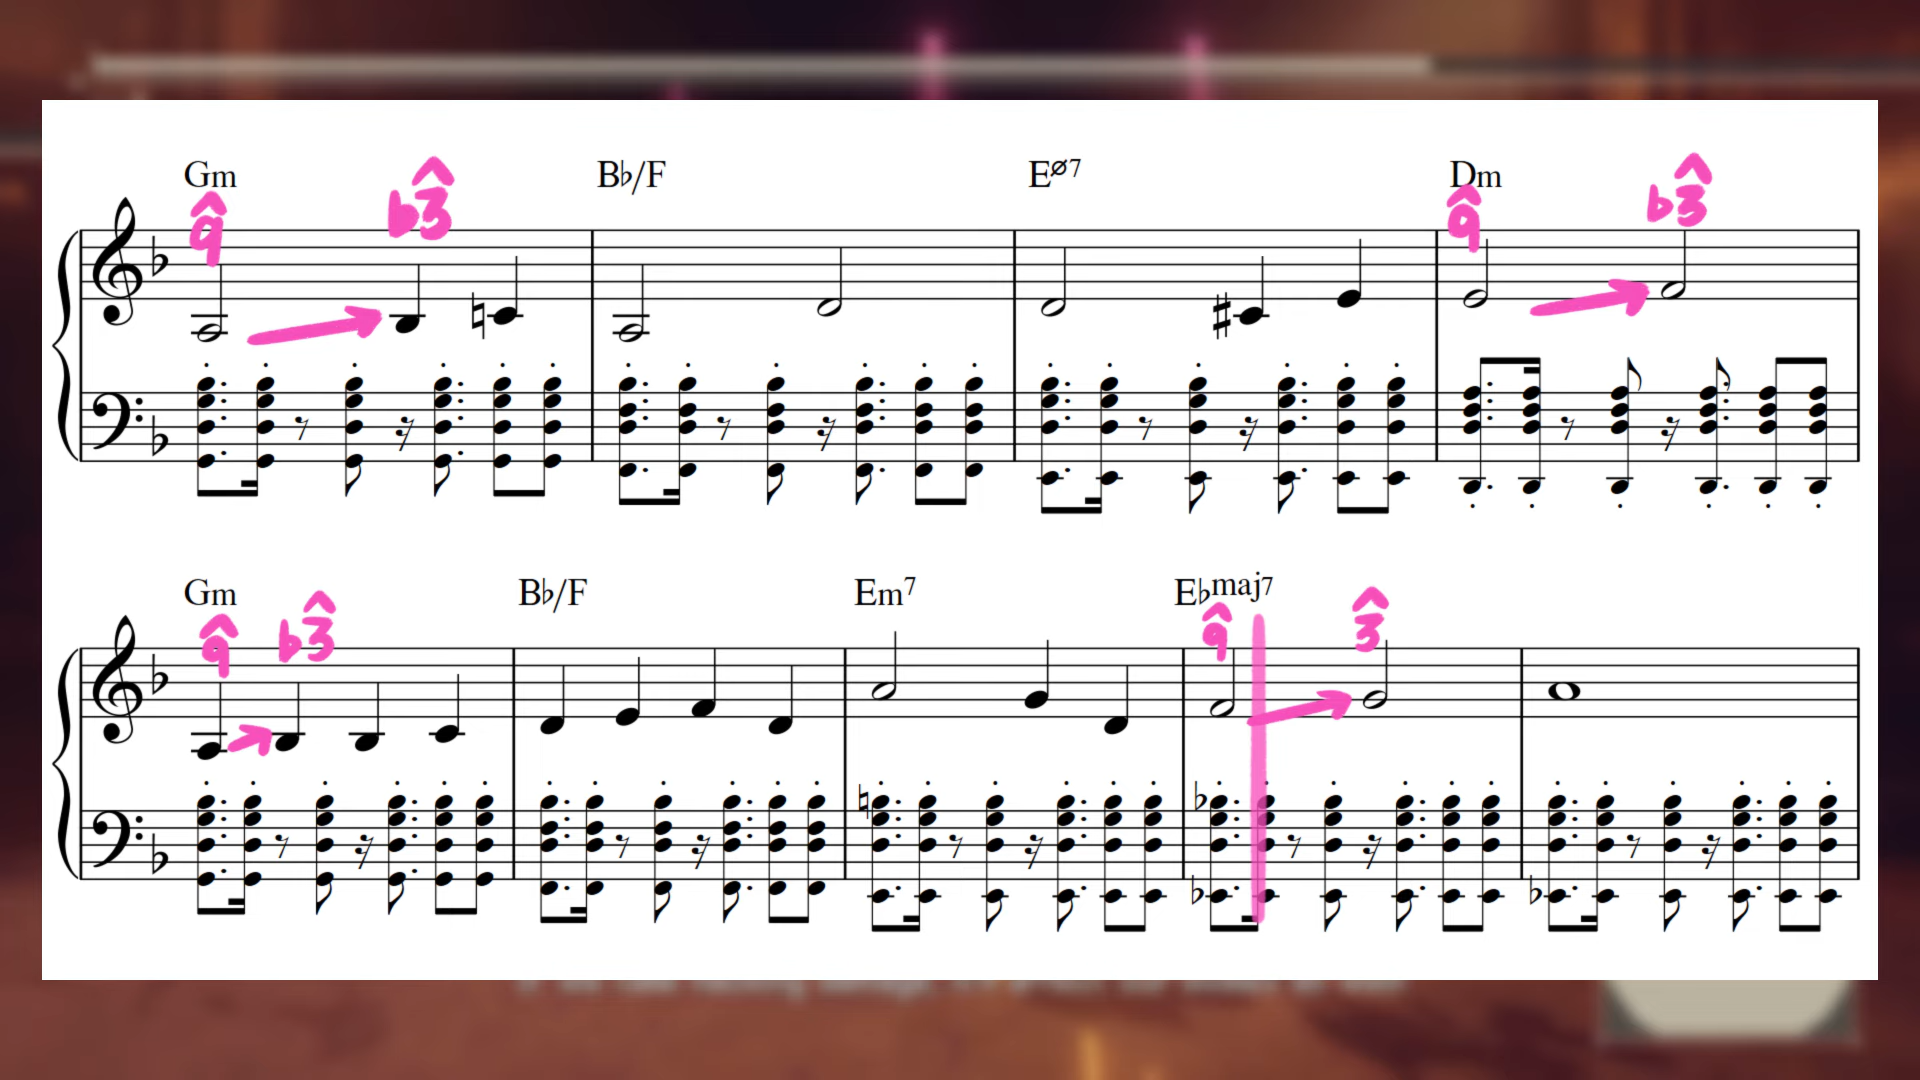 Gm B♭/F Eø7 Dm
9 ♭3 9 ♭3
Gm B♭/F Em7 E♭maj7
9 ♭3 9 3